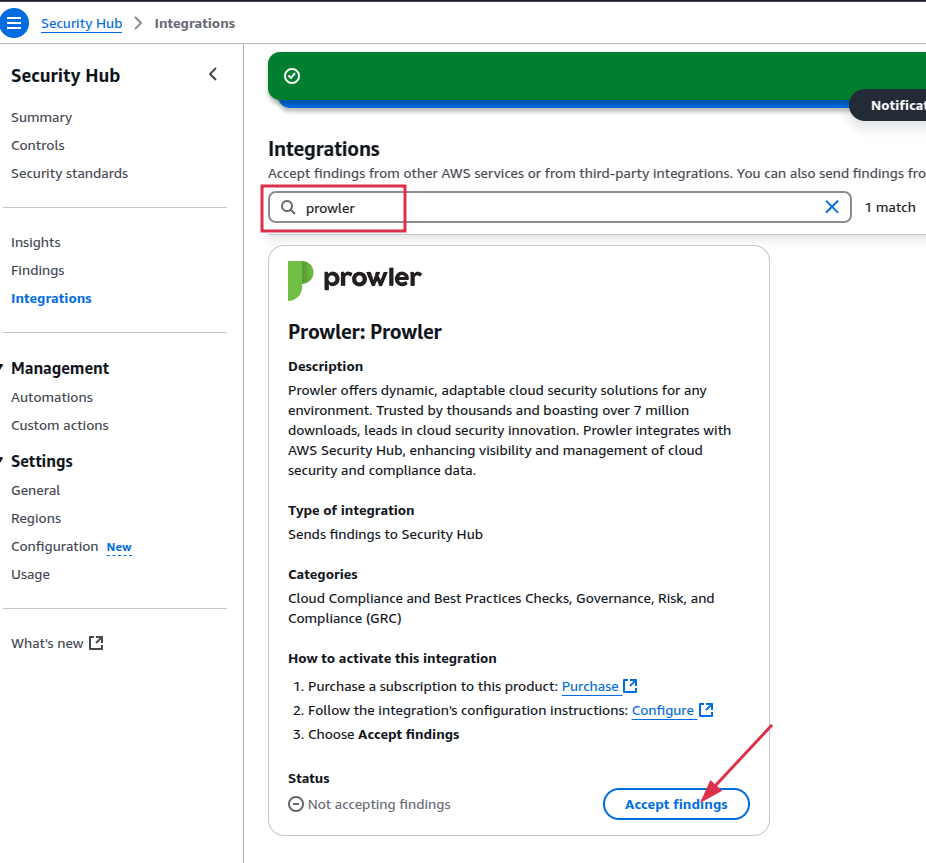 Security Hub > Integrations
Security Hub
Summary
Controls
Security standards
Insights
Findings
Integrations
Management
Automations
Custom actions
Settings
General
Regions
Configuration New
Usage
What's new
Notificat
Integrations
Accept findings from other AWS services or from third-party integrations. You can also send findings fro
prowler
1 match
prowler
Prowler: Prowler
Description
Prowler offers dynamic, adaptable cloud security solutions for any
environment. Trusted by thousands and boasting over 7 million
downloads, leads in cloud security innovation. Prowler integrates with
AWS Security Hub, enhancing visibility and management of cloud
security and compliance data.
Type of integration
Sends findings to Security Hub
Categories
Cloud Compliance and Best Practices Checks, Governance, Risk, and
Compliance (GRC)
How to activate this integration
1. Purchase a subscription to this product: Purchase
2. Follow the integration's configuration instructions: Configure
3. Choose Accept findings
Status
Not accepting findings
Accept findings